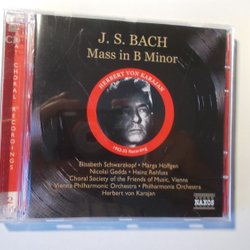 J. S. BACH
Mass in B Minor
HERBERT VON KARAJAN
1952-53 Recording
Elisabeth Schwarzkopf • Marga Höffgen
Nicolai Gedda • Heinz Rehfuss
Choral Society of the Friends of Music, Vienna
Vienna Philharmonic Orchestra • Philharmonia Orchestra
Herbert von Karajan
NAXOS
CHORAL RECORDINGS